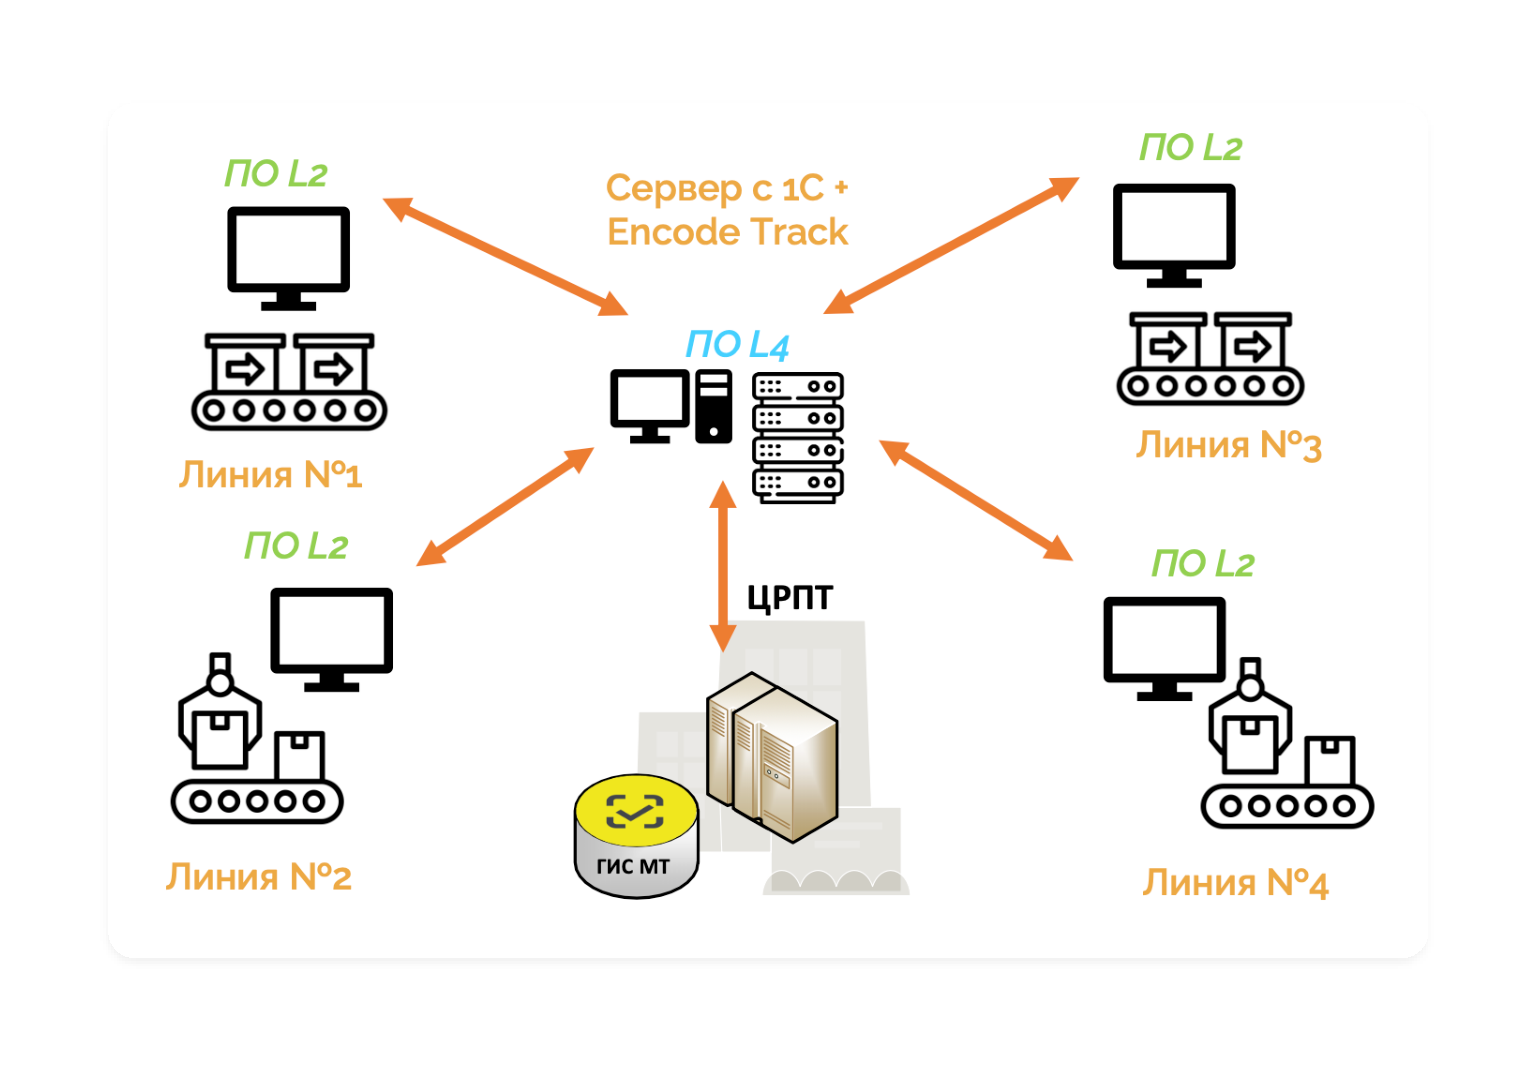 ПО L2
Сервер с 1С +
Encode Track
ПО L2
ПО L4
Линия №1
Линия №3
ПО L2
ПО L2
ЦРПТ
ГИС МТ
Линия №2
Линия №4